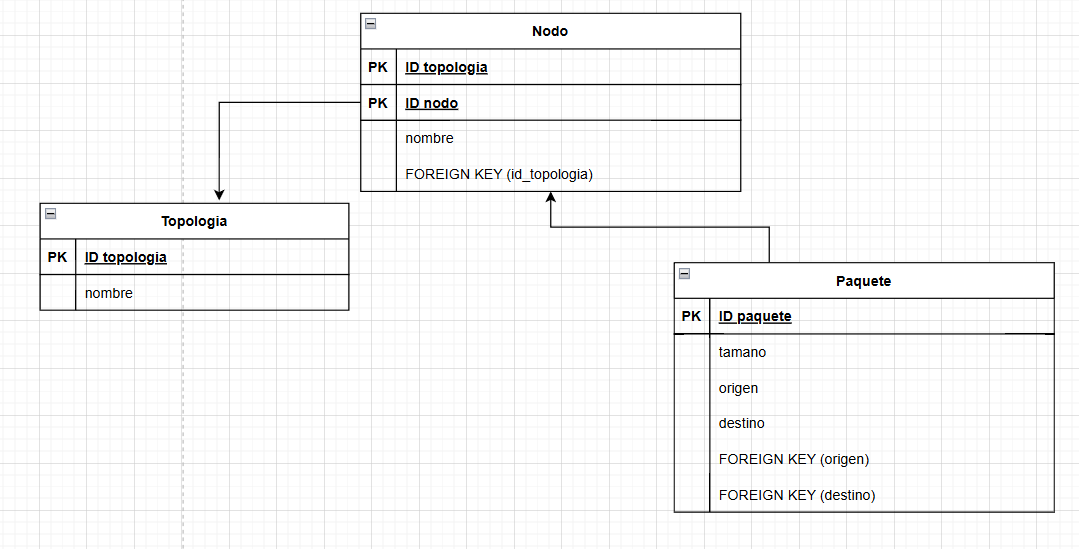 Nodo
PK ID topologia
PK ID nodo
nombre
FOREIGN KEY (id_topologia)
Topologia
PK ID topologia
nombre
Paquete
PK ID paquete
tamano
origen
destino
FOREIGN KEY (origen)
FOREIGN KEY (destino)